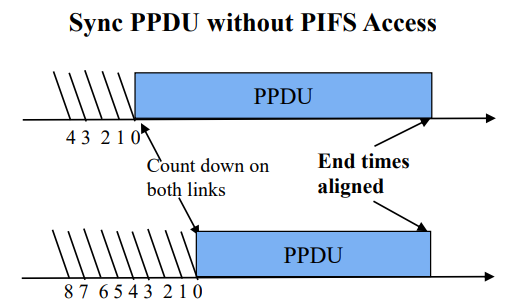 Sync PPDU without PIFS Access
PPDU
4 3 2 1 0
Count down on
both links
End times
aligned
PPDU
8 7 6 5 4 3 2 1 0